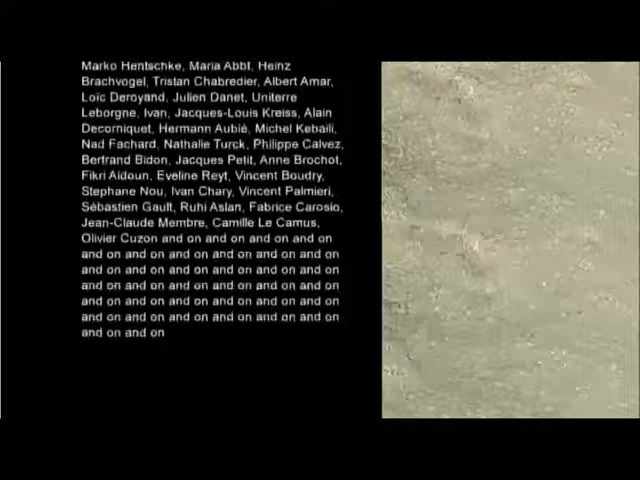 Marko Hentschke, Maria Abbt, Heinz
Brachvogel, Tristan Chabredier, Albert Amar,
Loïc Deroyand, Julien Danet, Uniterre
Leborgne, Ivan, Jacques-Louis Kreiss, Alain
Decorniquet, Hermann Aublé, Michel Kebaili,
Nad Fachard, Nathalie Turck, Philippe Calvez,
Bertrand Bidon, Jacques Petit, Anne Brochot,
Fikri Aidoun, Eveline Reyt, Vincent Boudry,
Stephane Nou, Ivan Chary, Vincent Palmieri,
Sébastien Gault, Ruhi Aslan, Fabrice Carosio,
Jean-Claude Membre, Camille Le Camus,
Olivier Cuzon and on and on and on and on
and on and on and on and on and on and on
and on and on and on and on and on and on
and on and on and on and on and on and on
and on and on and on and on and on and on
and on and on and on and on and on and on
and on and on